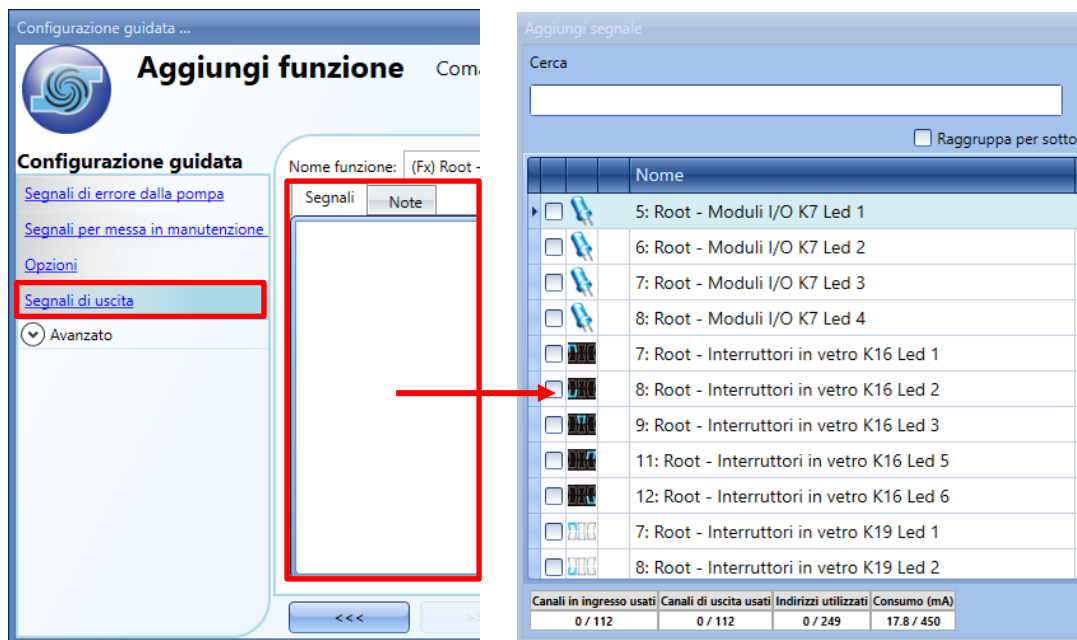 Configurazione guidata ...
Aggiungi funzione
Configurazione guidata
Segnali di errore dalla pompa
Segnali per messa in manutenzione
Opzioni
Segnali di uscita
Avanzato
Nome funzione: (Fx) Root -
Segnali
Note
<<<
Aggiungi segnale
Cerca
Raggruppa per sotto
Nome
5: Root - Moduli I/O K7 Led 1
6: Root - Moduli I/O K7 Led 2
7: Root - Moduli I/O K7 Led 3
8: Root - Moduli I/O K7 Led 4
7: Root - Interruttori in vetro K16 Led 1
8: Root - Interruttori in vetro K16 Led 2
9: Root - Interruttori in vetro K16 Led 3
11: Root - Interruttori in vetro K16 Led 5
12: Root - Interruttori in vetro K16 Led 6
7: Root - Interruttori in vetro K19 Led 1
8: Root - Interruttori in vetro K19 Led 2
Canali in ingresso usati Canali di uscita usati Indirizzi utilizzati Consumo (mA)
0 / 112 0 / 112 0 / 249 17.8 / 450